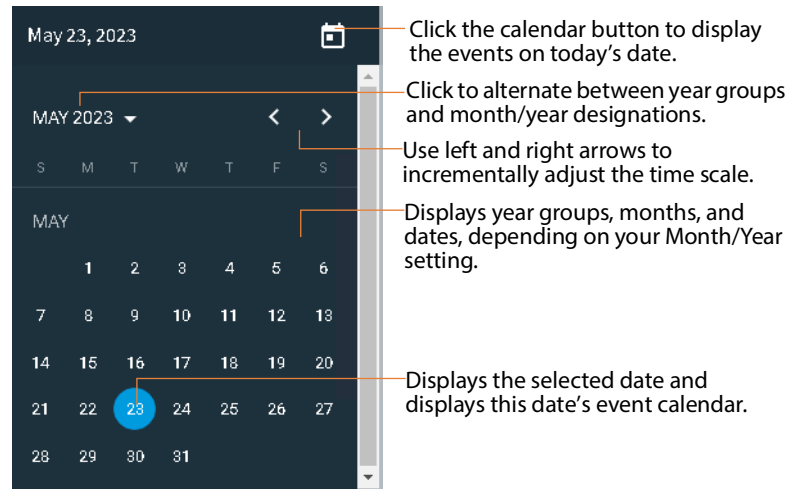 May 23, 2023
Click the calendar button to display
the events on today's date.
Click to alternate between year groups
and month/year designations.
MAY 2023
Use left and right arrows to
incrementally adjust the time scale.
S M T W T F S
Displays year groups, months, and
dates, depending on your Month/Year
setting.
MAY
1 2 3 4 5 6
7 8 9 10 11 12 13
14 15 16 17 18 19 20
Displays the selected date and
displays this date's event calendar.
21 22 23 24 25 26 27
28 29 30 31